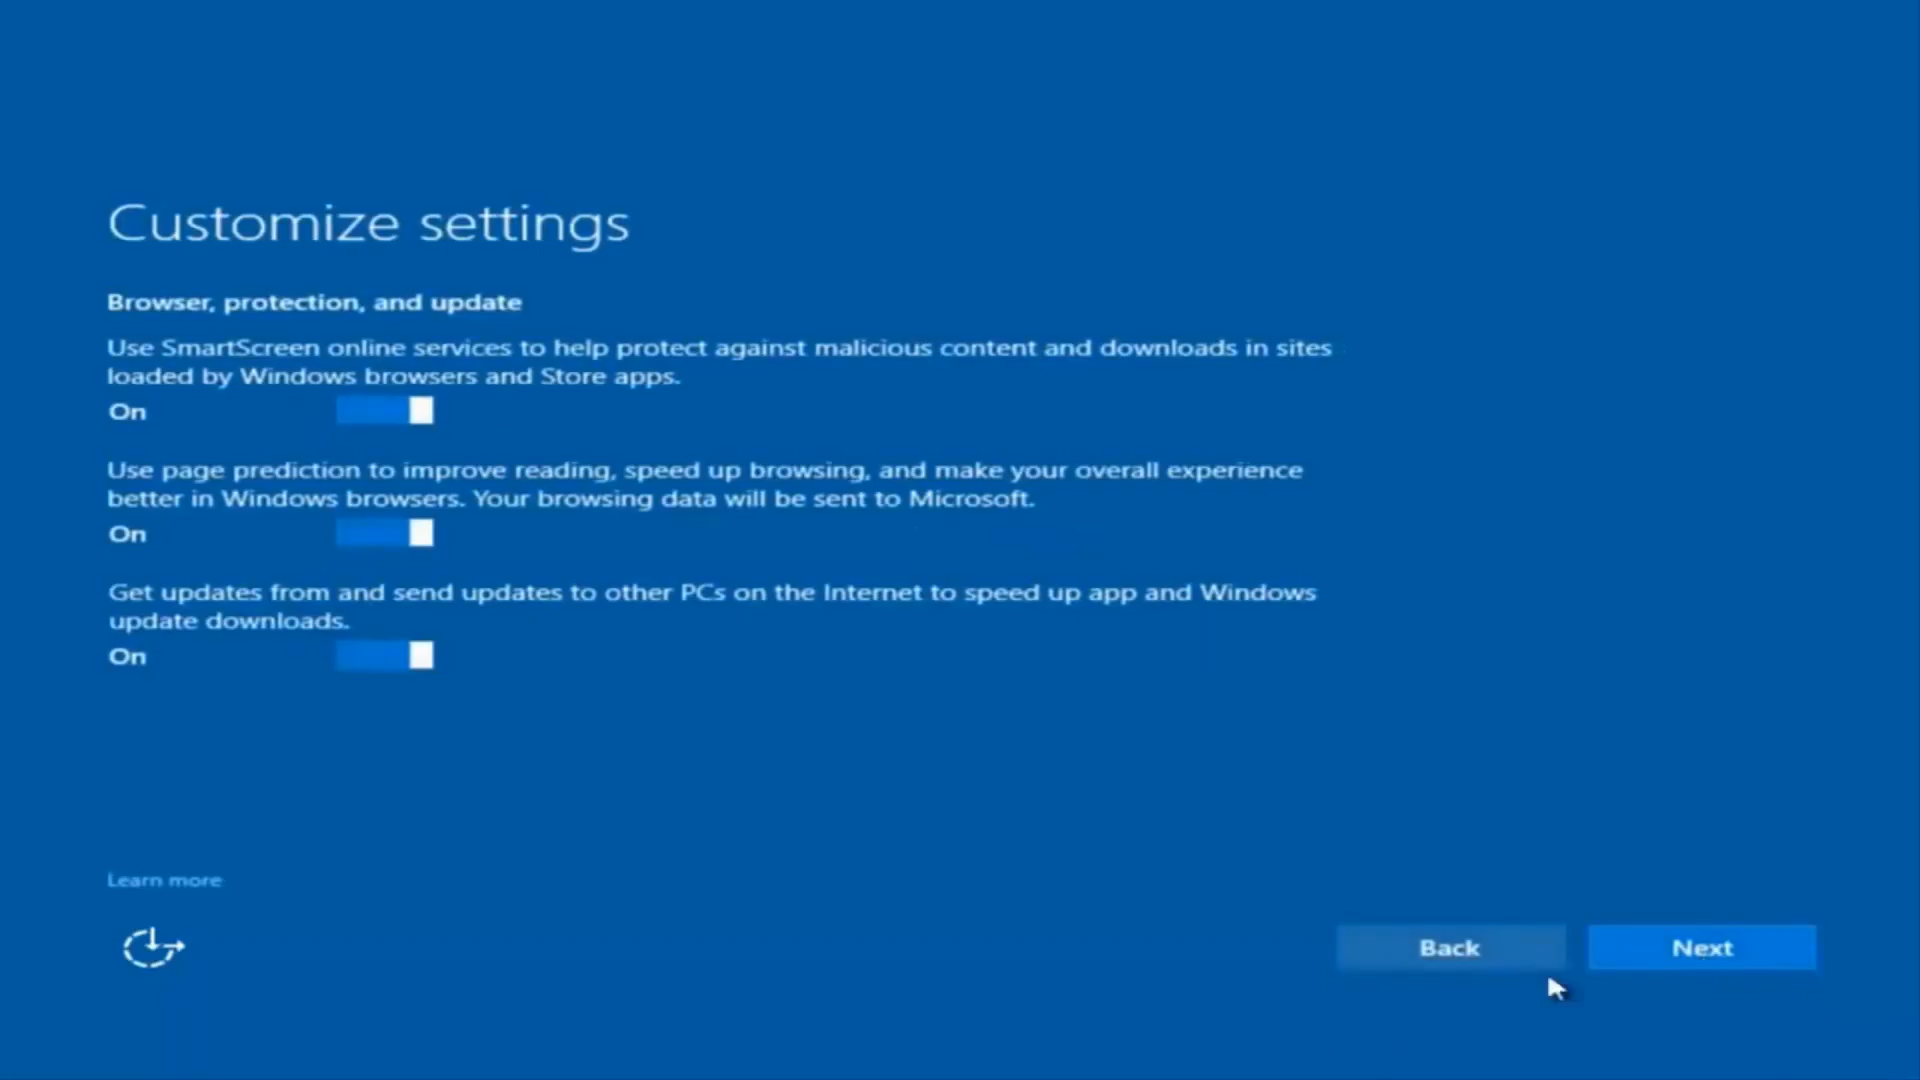 Customize settings
Browser, protection, and update
Use SmartScreen online services to help protect against malicious content and downloads in sites
loaded by Windows browsers and Store apps.
On
Use page prediction to improve reading, speed up browsing, and make your overall experience
better in Windows browsers. Your browsing data will be sent to Microsoft.
On
Get updates from and send updates to other PCs on the Internet to speed up app and Windows
update downloads.
On
Learn more
Back
Next